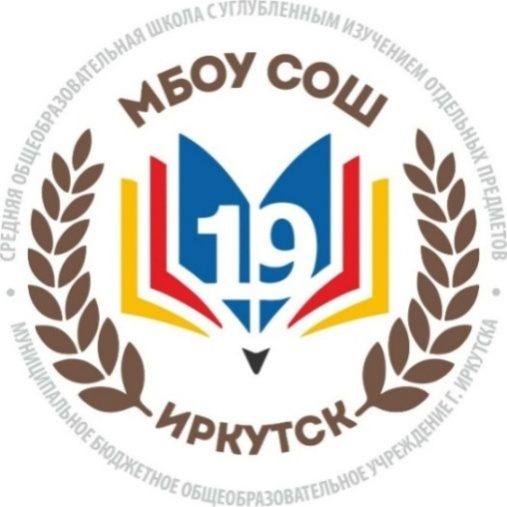 СРЕДНЯЯ ОБЩЕОБРАЗОВАТЕЛЬНАЯ ШКОЛА С УГЛУБЛЕННЫМ ИЗУЧЕНИЕМ ОТДЕЛЬНЫХ ПРЕДМЕТОВ
МБОУ СОШ
19
ИРКУТСК
МУНИЦИПАЛЬНОЕ БЮДЖЕТНОЕ ОБЩЕОБРАЗОВАТЕЛЬНОЕ УЧРЕЖДЕНИЕ Г. ИРКУТСКА